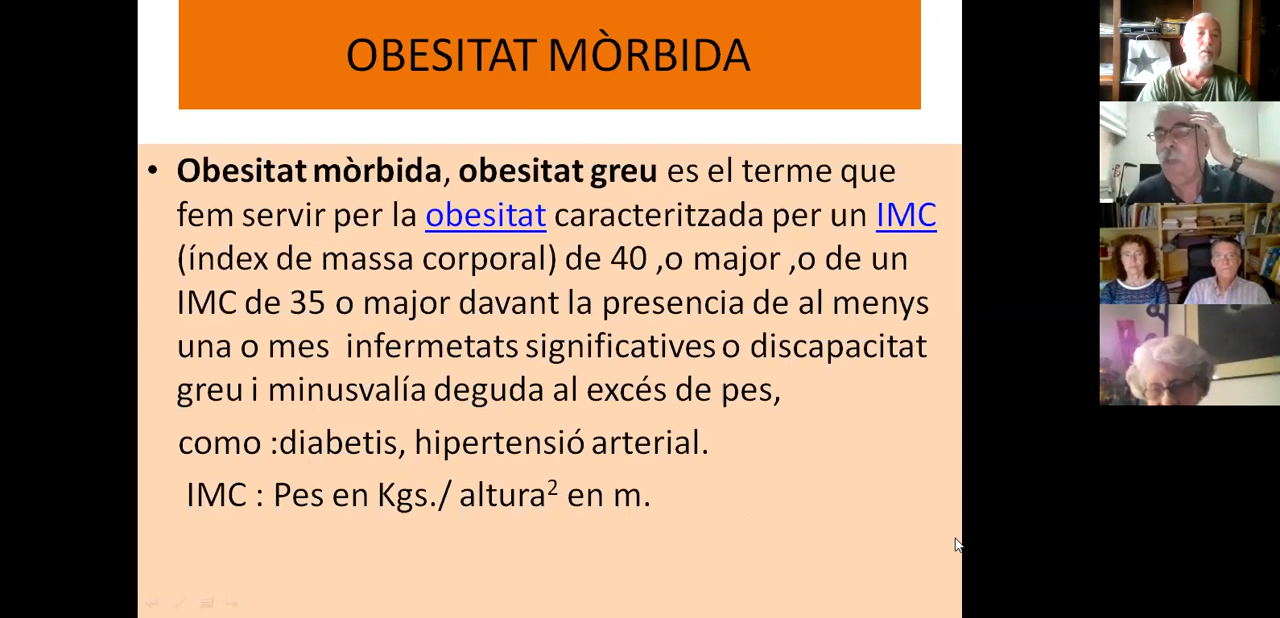 OBESITAT MÒRBIDA
• Obesitat mòrbida, obesitat greu es el terme que
fem servir per la obesitat caracteritzada per un IMC
(índex de massa corporal) de 40 ,o major ,o de un
IMC de 35 o major davant la presencia de al menys
una o mes infermetats significatives o discapacitat
greu i minusvalía deguda al excés de pes,
como :diabetis, hipertensió arterial.
IMC : Pes en Kgs./ altura² en m.